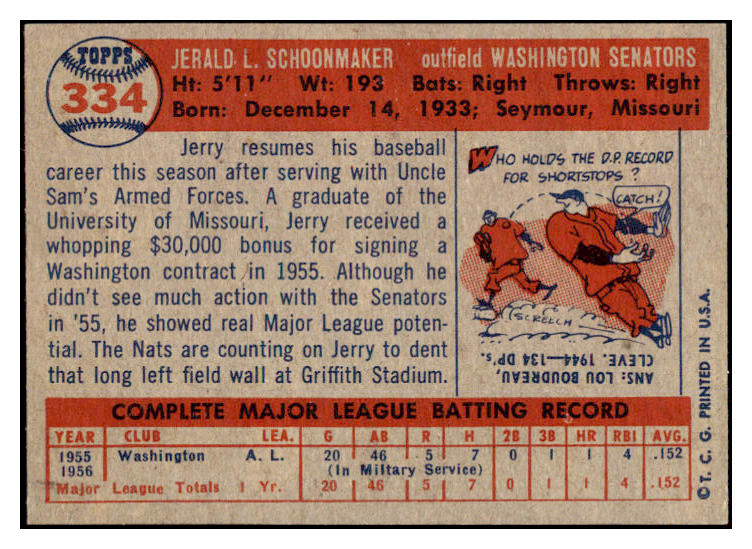 TOPPS
334
JERALD L. SCHOONMAKER outfield WASHINGTON SENATORS
Ht: 5'11" Wt: 193 Bats: Right Throws: Right
Born: December 14, 1933; Seymour, Missouri
Jerry resumes his baseball
career this season after serving with Uncle
Sam's Armed Forces. A graduate of the
University of Missouri, Jerry received a
whopping $30,000 bonus for signing a
Washington contract in 1955. Although he
didn't see much action with the Senators
in '55, he showed real Major League poten-
tial. The Nats are counting on Jerry to dent
that long left field wall at Griffith Stadium.
WHO HOLDS THE D.P. RECORD
FOR SHORTSTOPS?
CATCH!
SCREECH
ANS: LOU BOUDREAU,
CLEVE. 1944—134 DP's.
COMPLETE MAJOR LEAGUE BATTING RECORD
YEAR CLUB LEA. G AB R H 2B 3B HR RBI AVG.
1955 Washington A. L. 20 46 5 7 0 1 1 4 .152
1956 (In Military Service)
Major League Totals 1 Yr. 20 46 5 7 0 1 1 4 .152
©T. C. G. PRINTED IN U.S.A.